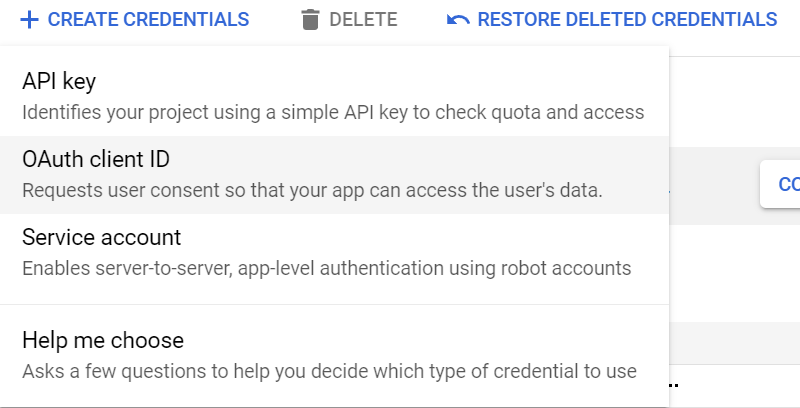 CREATE CREDENTIALS DELETE RESTORE DELETED CREDENTIALS
API key
Identifies your project using a simple API key to check quota and access
OAuth client ID
Requests user consent so that your app can access the user's data.
CO
Service account
Enables server-to-server, app-level authentication using robot accounts
Help me choose
Asks a few questions to help you decide which type of credential to use